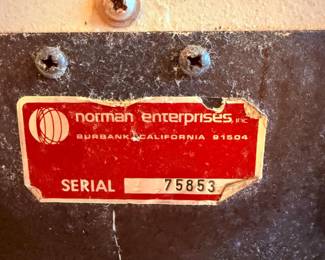 norman enterprises, inc
BURBANK, CALIFORNIA 91504
SERIAL 75853